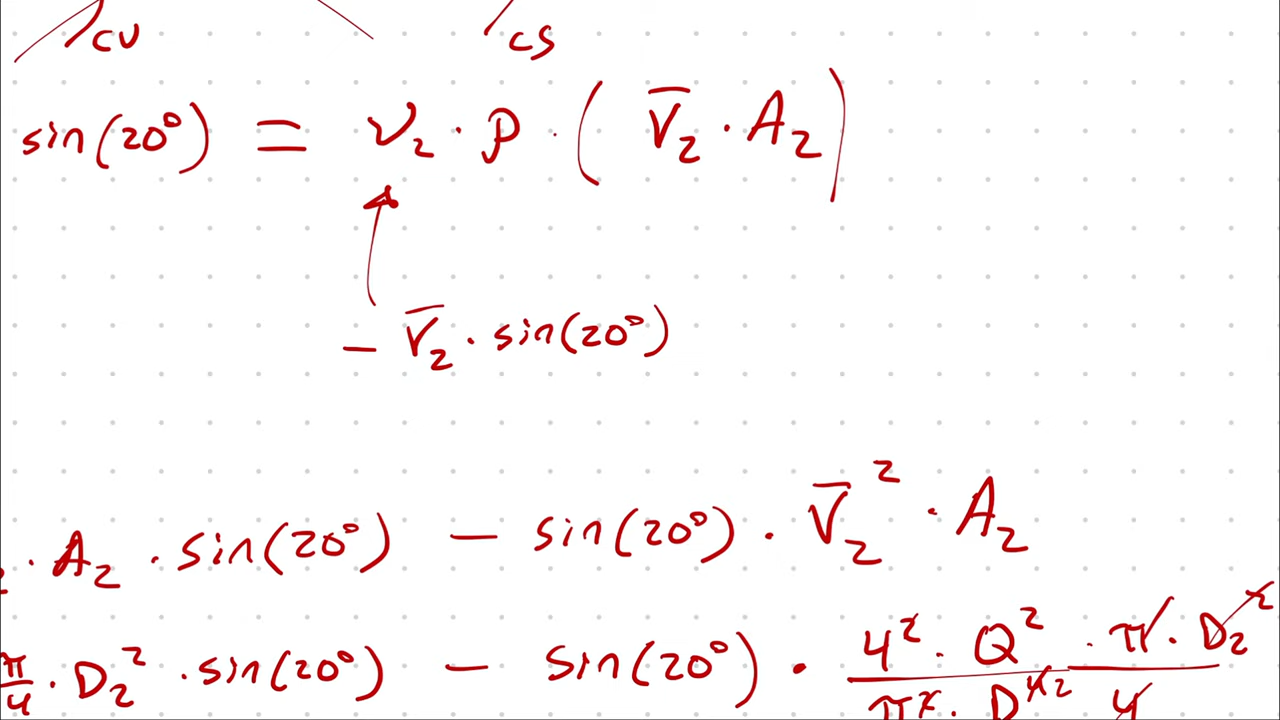 CV CS
sin(20°) = v₂ · ρ · ( V̅₂ · A₂ )
− V̅₂ · sin(20°)
· A₂ · sin(20°) − sin(20°) · V̅₂² · A₂
π/4 · D₂² · sin(20°) − sin(20°) · 4² · Q² · π · D₂² / π² · D⁴² 4